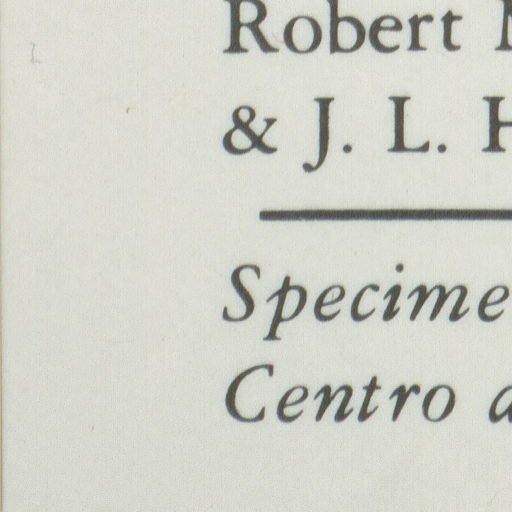 Robert
& J. L. H
Specime
Centro a